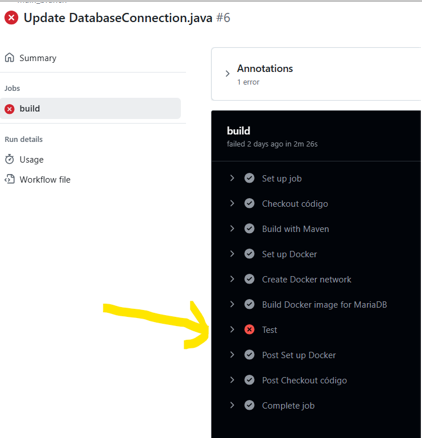 Update DatabaseConnection.java #6
Summary
Jobs
build
Run details
Usage
Workflow file
Annotations
1 error
build
failed 2 days ago in 2m 26s
Set up job
Checkout código
Build with Maven
Set up Docker
Create Docker network
Build Docker image for MariaDB
Test
Post Set up Docker
Post Checkout código
Complete job